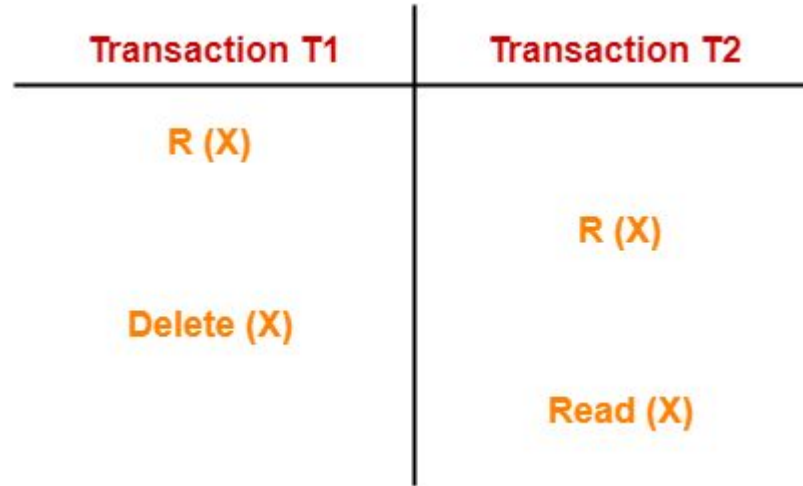 Transaction T1 Transaction T2
R (X)
R (X)
Delete (X)
Read (X)